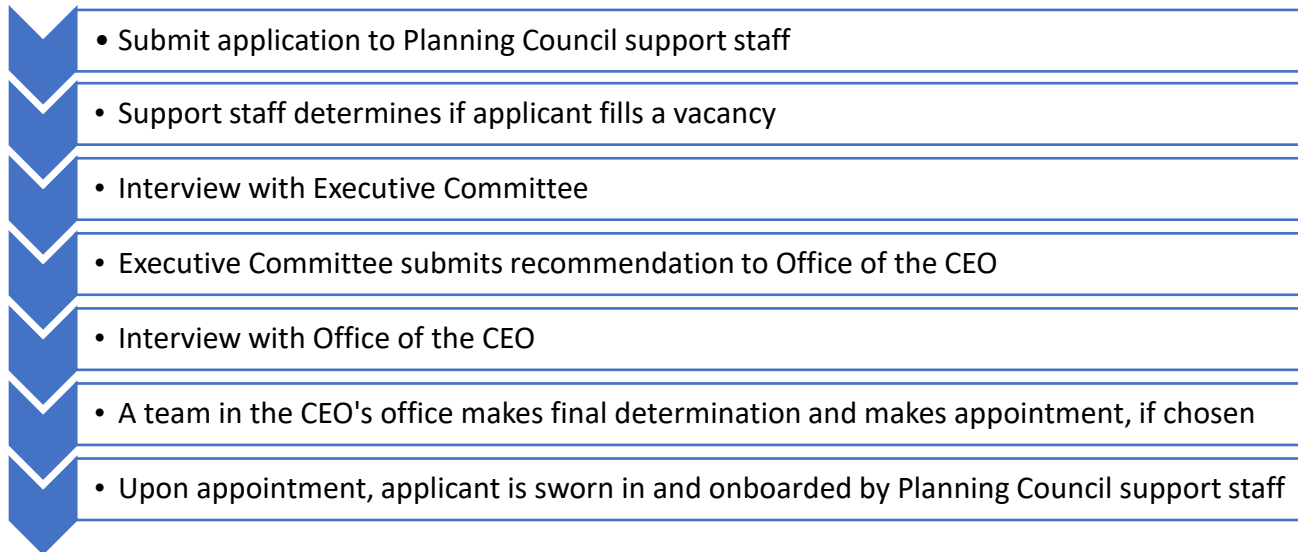 • Submit application to Planning Council support staff
• Support staff determines if applicant fills a vacancy
• Interview with Executive Committee
• Executive Committee submits recommendation to Office of the CEO
• Interview with Office of the CEO
• A team in the CEO's office makes final determination and makes appointment, if chosen
• Upon appointment, applicant is sworn in and onboarded by Planning Council support staff